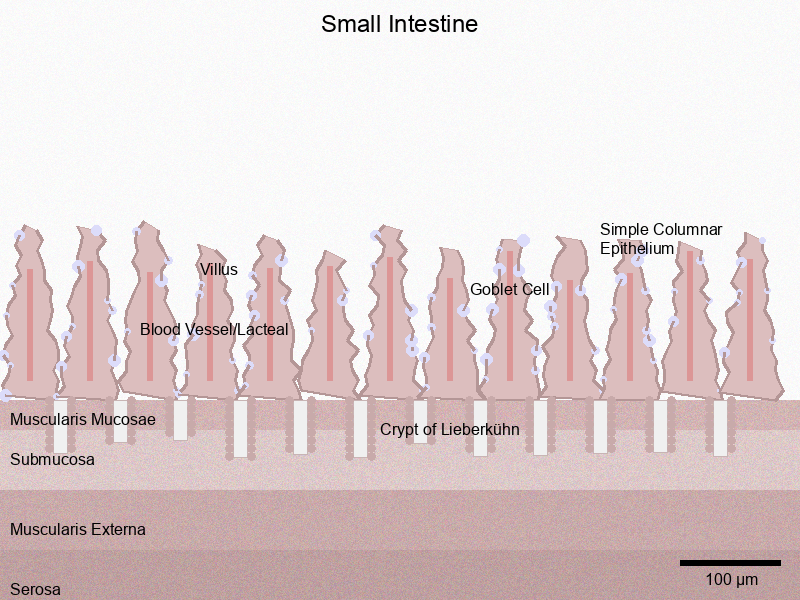 Small Intestine
Simple Columnar
Epithelium
Villus
Goblet Cell
Blood Vessel/Lacteal
Muscularis Mucosae
Crypt of Lieberkühn
Submucosa
Muscularis Externa
100 µm
Serosa